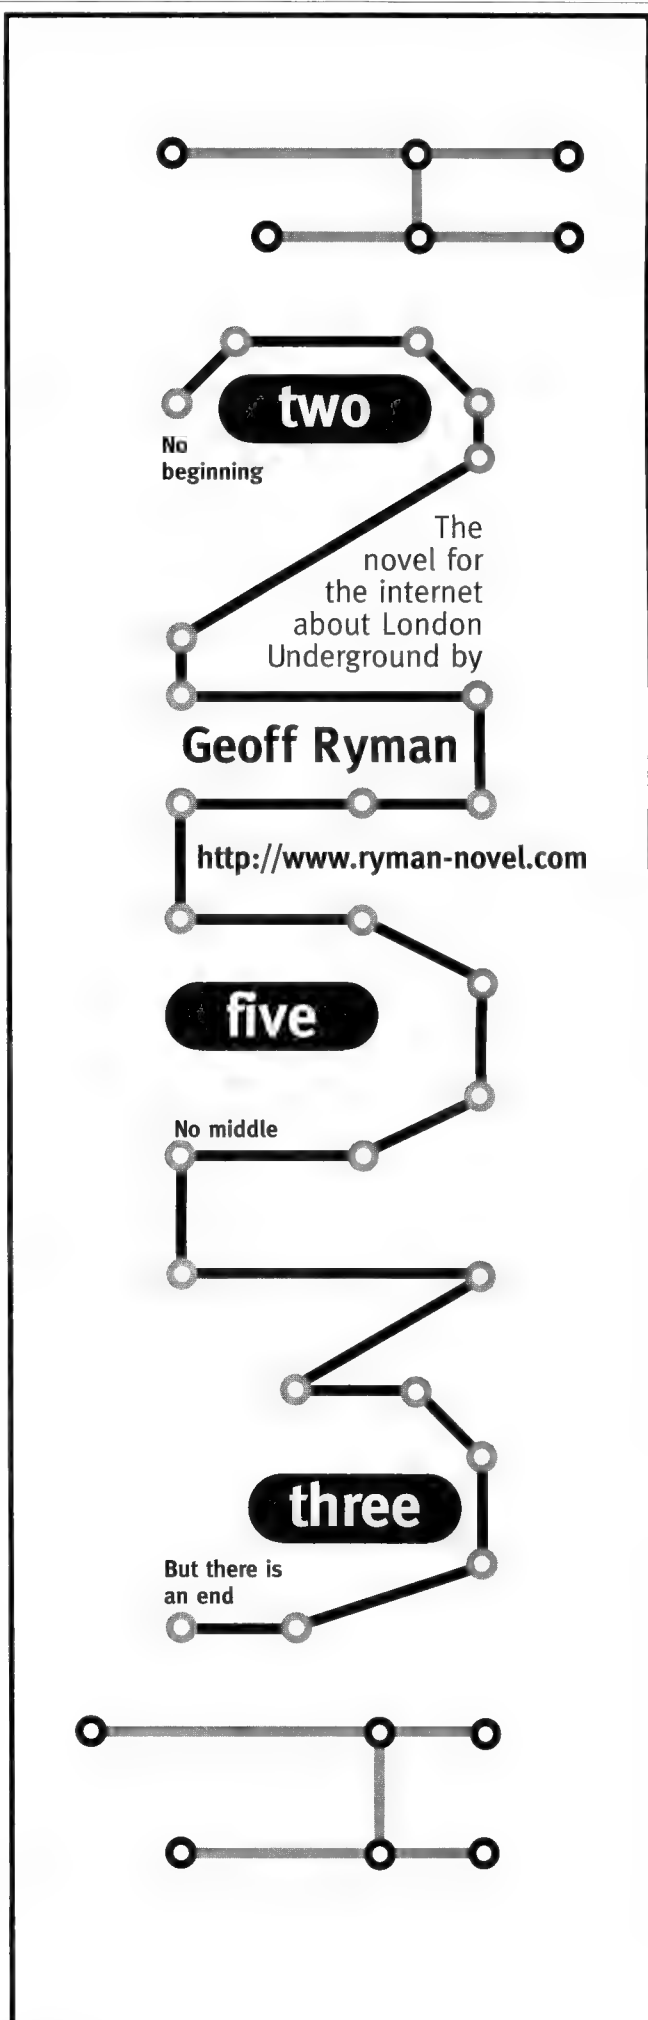 two
No
beginning
The
novel for
the internet
about London
Underground by
Geoff Ryman
http://www.ryman-novel.com
five
No middle
three
But there is
an end